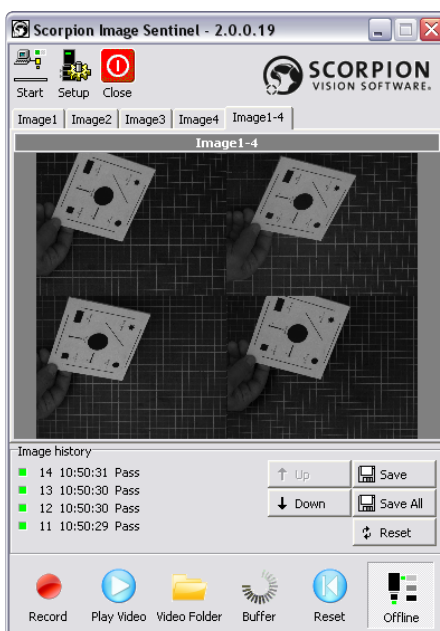 Scorpion Image Sentinel - 2.0.0.19
SCORPION
VISION SOFTWARE®
Start Setup Close
Image1 Image2 Image3 Image4 Image1-4
Image1-4
Image history
14 10:50:31 Pass
13 10:50:30 Pass
12 10:50:30 Pass
11 10:50:29 Pass
Up Save
Down Save All
Reset
Record Play Video Video Folder Buffer Reset Offline